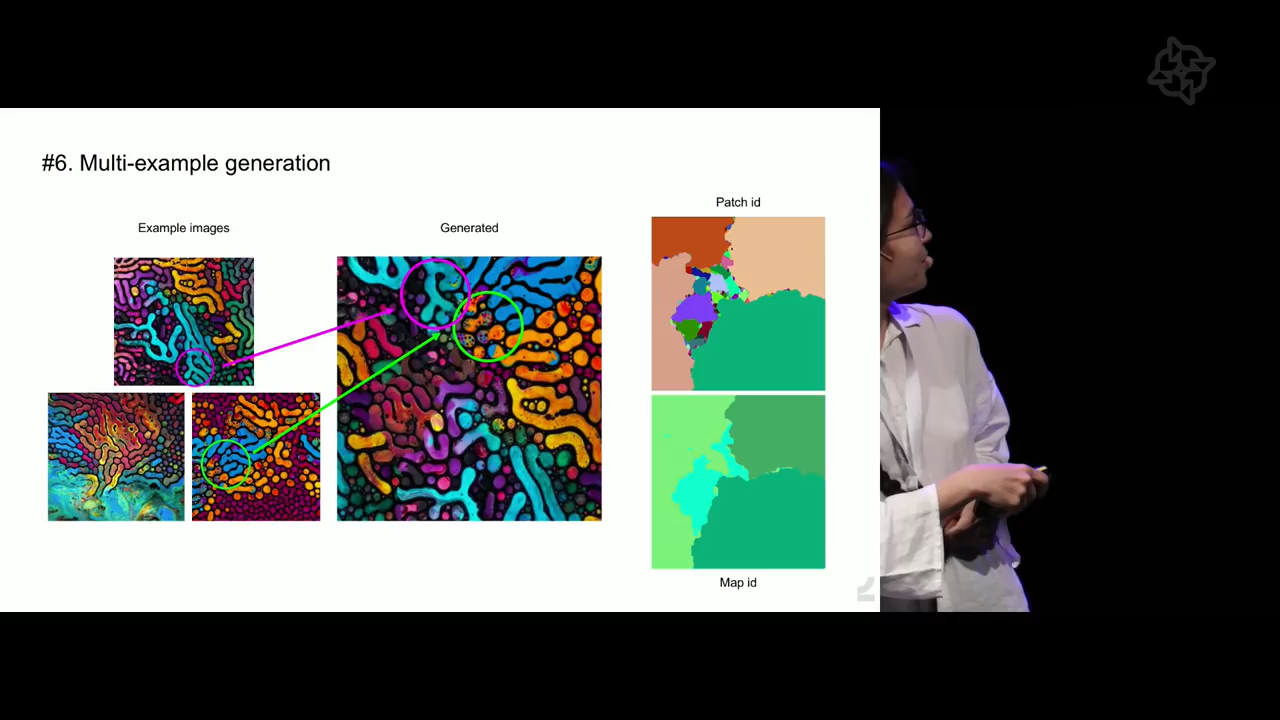 #6. Multi-example generation
Example images
Generated
Patch id
Map id